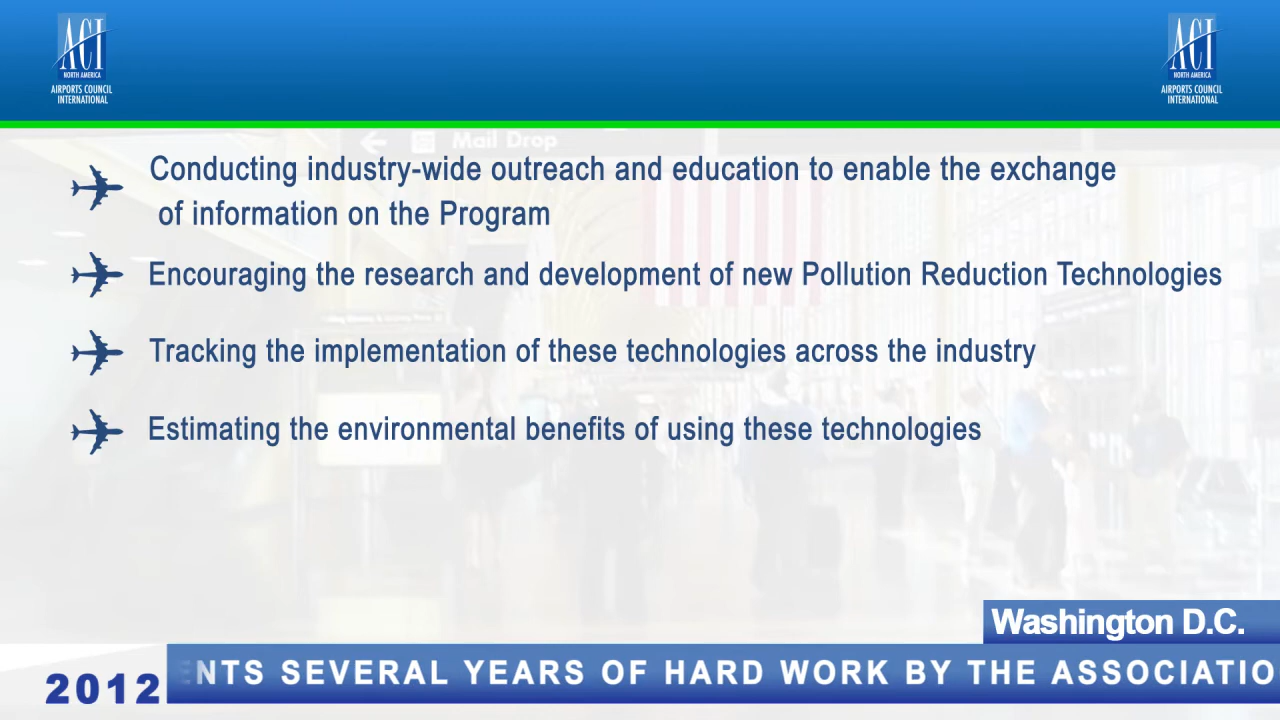 ACI
NORTH AMERICA
AIRPORTS COUNCIL
INTERNATIONAL
ACI
NORTH AMERICA
AIRPORTS COUNCIL
INTERNATIONAL
Mail Drop
Conducting industry-wide outreach and education to enable the exchange
of information on the Program
Encouraging the research and development of new Pollution Reduction Technologies
Tracking the implementation of these technologies across the industry
Estimating the environmental benefits of using these technologies
Washington D.C.
2012
ENTS SEVERAL YEARS OF HARD WORK BY THE ASSOCIATIO